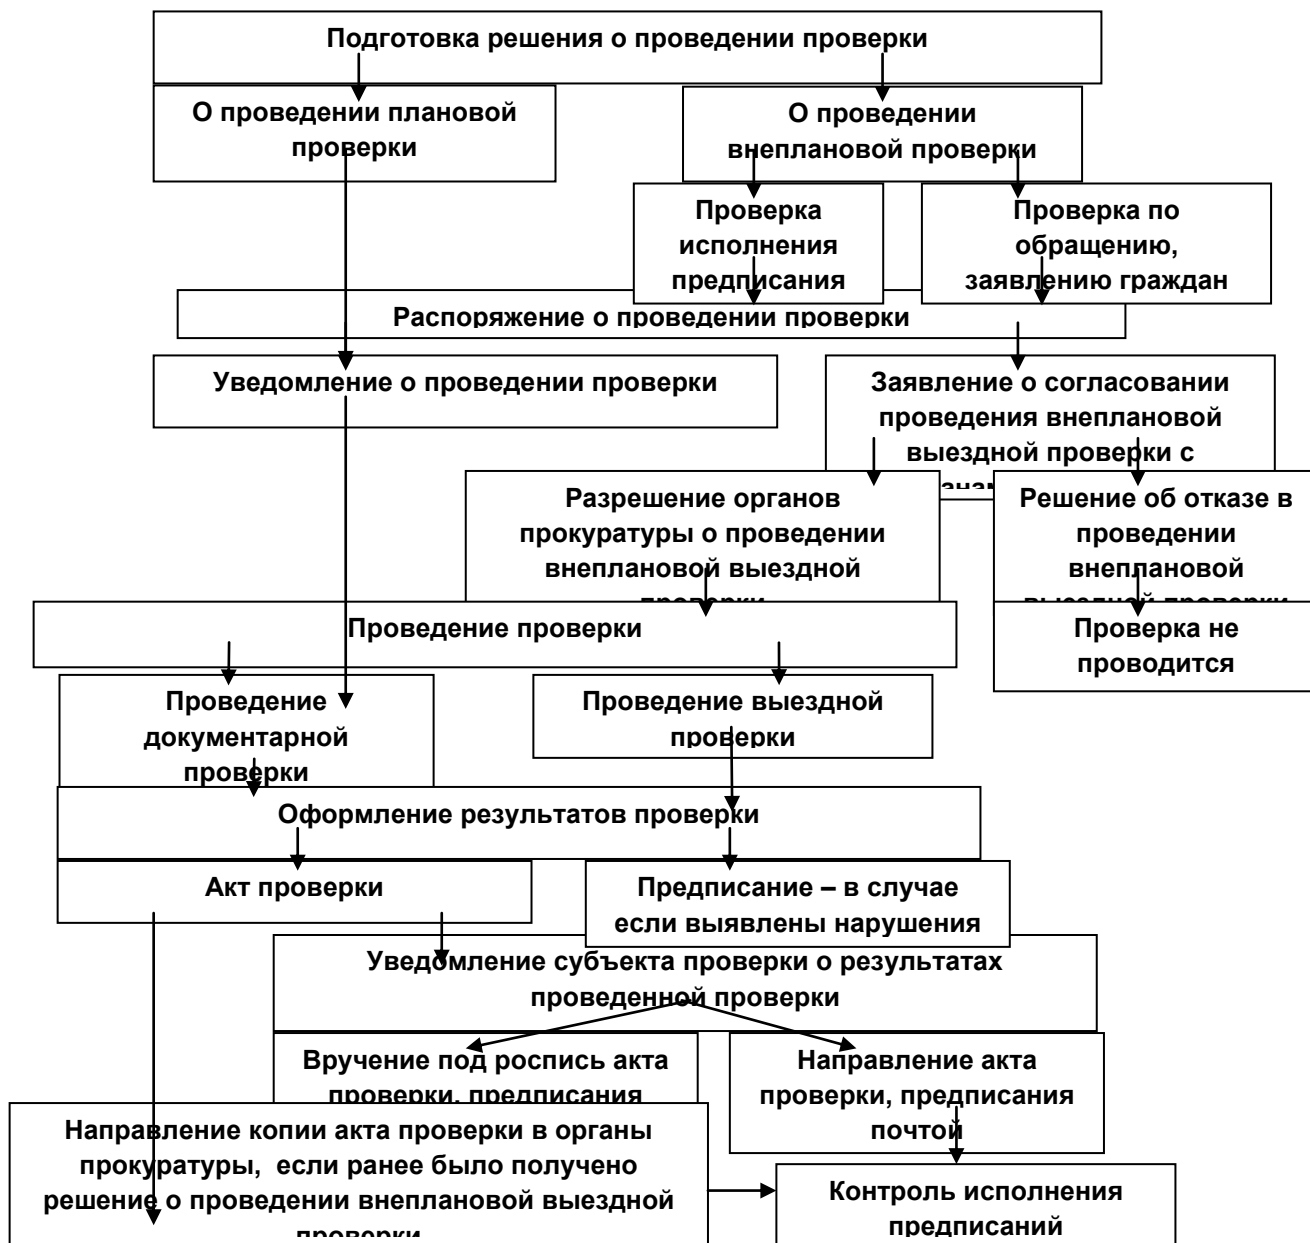 Подготовка решения о проведении проверки
О проведении плановой
проверки
О проведении
внеплановой проверки
Проверка
исполнения
предписания
Проверка по
обращению,
заявлению граждан
Распоряжение о проведении проверки
Уведомление о проведении проверки
Заявление о согласовании
проведения внеплановой
выездной проверки с
Разрешение органов
прокуратуры о проведении
внеплановой выездной
проверки
Решение об отказе в
проведении
внеплановой
выездной проверки
Проведение проверки
Проверка не
проводится
Проведение
документарной
проверки
Проведение выездной
проверки
Оформление результатов проверки
Акт проверки
Предписание – в случае
если выявлены нарушения
Уведомление субъекта проверки о результатах
проведенной проверки
Вручение под роспись акта
проверки, предписания
Направление акта
проверки, предписания
почтой
Направление копии акта проверки в органы
прокуратуры, если ранее было получено
решение о проведении внеплановой выездной
проверки
Контроль исполнения
предписаний